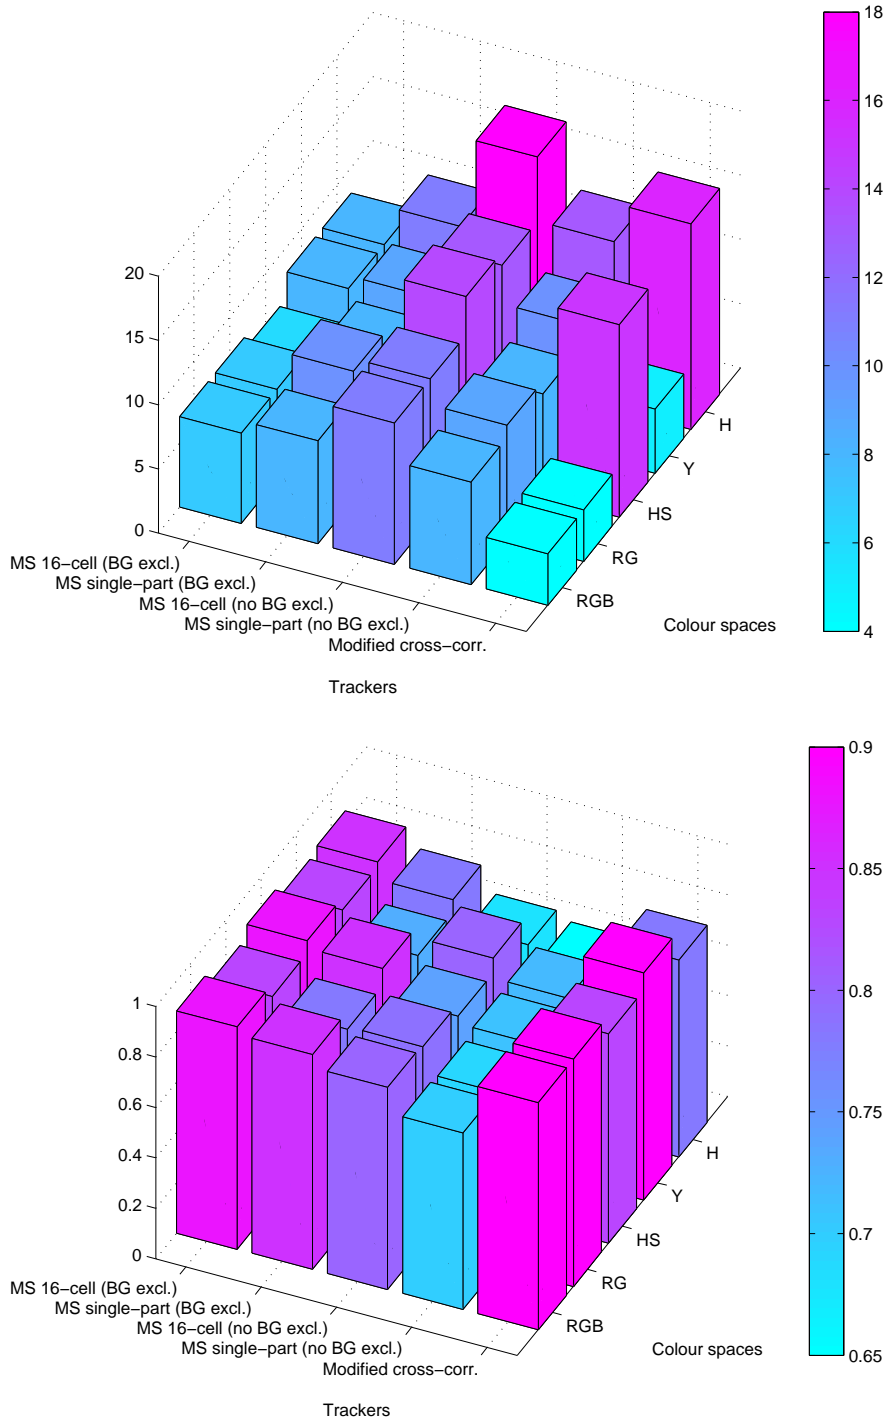 18
16
14
12
10
8
6
4
20
15
10
5
0
H
Y
HS
RG
RGB
MS 16−cell (BG excl.)
MS single−part (BG excl.)
MS 16−cell (no BG excl.)
MS single−part (no BG excl.)
Modified cross−corr.
Colour spaces
Trackers
0.9
0.85
0.8
0.75
0.7
0.65
1
0.8
0.6
0.4
0.2
0
H
Y
HS
RG
RGB
MS 16−cell (BG excl.)
MS single−part (BG excl.)
MS 16−cell (no BG excl.)
MS single−part (no BG excl.)
Modified cross−corr.
Colour spaces
Trackers